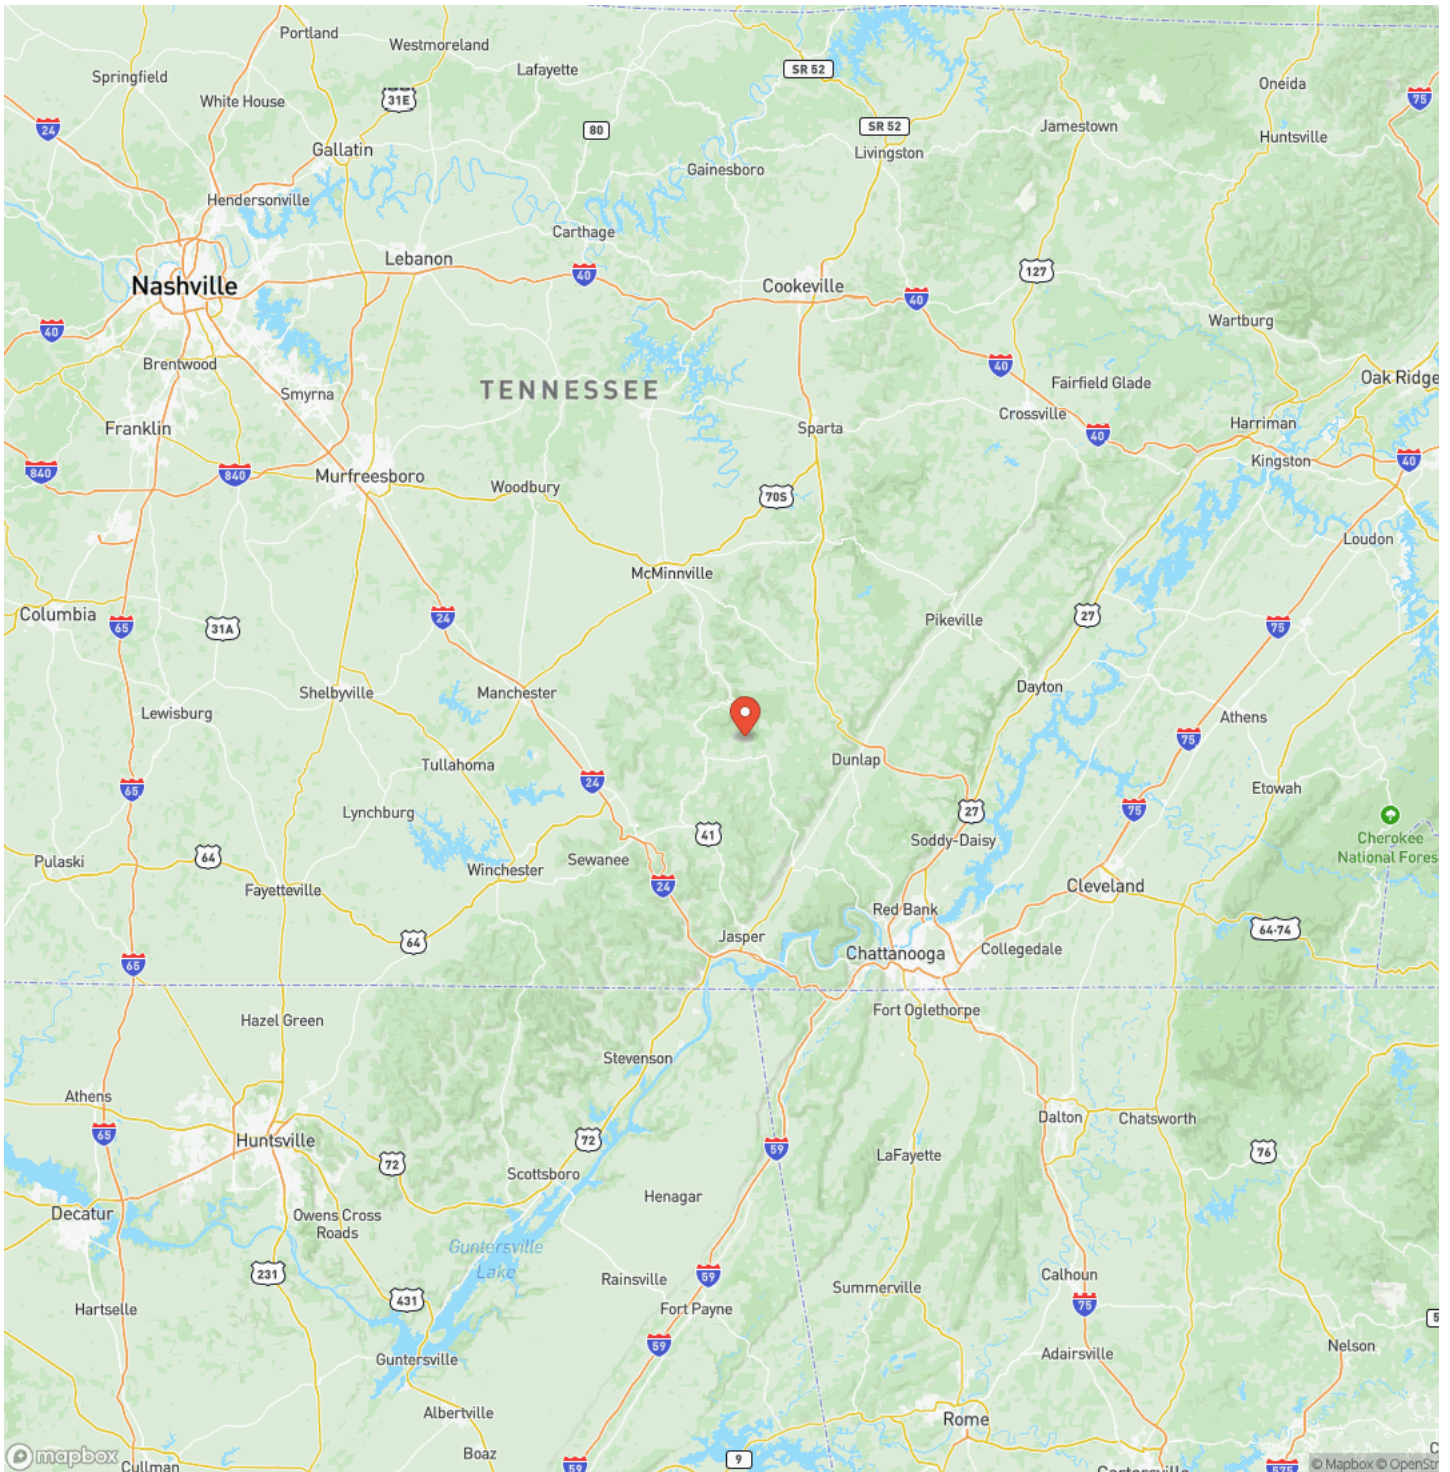 Portland
Westmoreland
Springfield
Lafayette
SR 52
Oneida
White House
31E
75
24
80
SR 52
Jamestown
Huntsville
Gallatin
Livingston
Gainesboro
Hendersonville
Carthage
Lebanon
40
127
Nashville
Cookeville
40
40
Wartburg
Brentwood
40
Oak Ridge
Smyrna
TENNESSEE
Fairfield Glade
Crossville
Franklin
Sparta
40
Harriman
840
840
Murfreesboro
Kingston
40
Woodbury
70S
Loudon
McMinnville
Columbia
65
31A
24
Pikeville
27
75
Shelbyville
Manchester
Dayton
Lewisburg
Athens
75
Tullahoma
Dunlap
65
24
Etowah
Lynchburg
27
75
41
Soddy-Daisy
Cherokee
National Fores
Pulaski
64
Sewanee
Winchester
Fayetteville
24
Cleveland
Red Bank
64
64-74
Jasper
Chattanooga
Collegedale
65
Fort Oglethorpe
Hazel Green
Stevenson
Athens
65
Dalton
Chatsworth
Huntsville
72
59
72
76
LaFayette
Scottsboro
Henagar
Decatur
Owens Cross
Roads
Guntersville
Lake
231
Rainsville
59
Calhoun
Summerville
431
Hartselle
Fort Payne
75
5
59
Nelson
Guntersville
Adairsville
Albertville
Rome
Boaz
9
mapbox
Cullman
59
Cartersville
575
© Mapbox © OpenStr